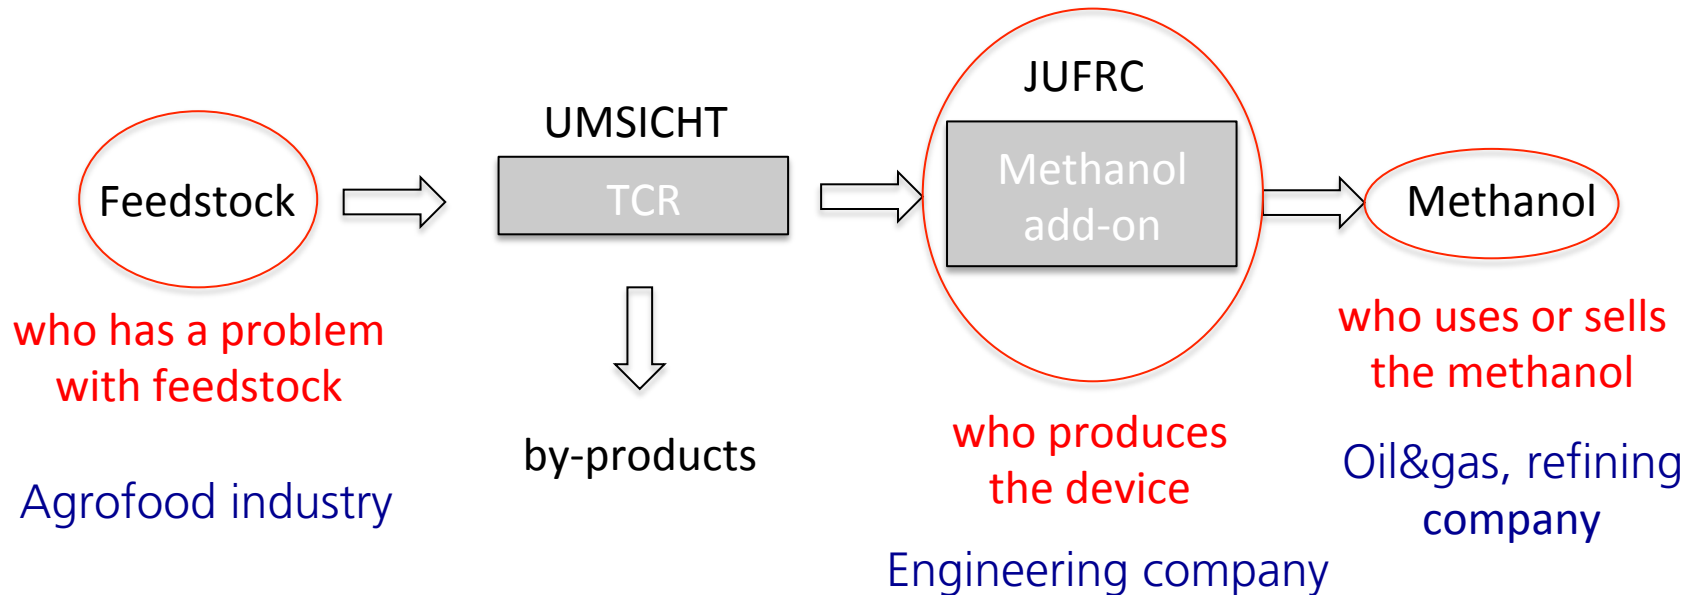 Feedstock
who has a problem
with feedstock
Agrofood industry
UMSICHT
TCR
by-products
JUFRC
Methanol
add-on
who produces
the device
Engineering company
Methanol
who uses or sells
the methanol
Oil&gas, refining
company